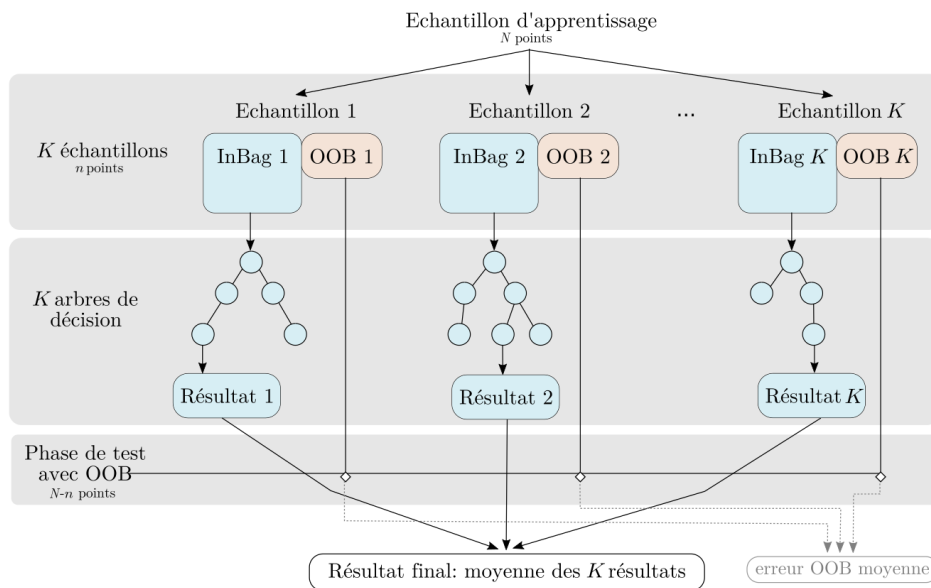 Echantillon d'apprentissage
N points
Echantillon 1
Echantillon 2
...
Echantillon K
K échantillons
n points
InBag 1
OOB 1
InBag 2
OOB 2
InBag K
OOB K
K arbres de
décision
Résultat 1
Résultat 2
Résultat K
Phase de test
avec OOB
N-n points
Résultat final: moyenne des K résultats
erreur OOB moyenne